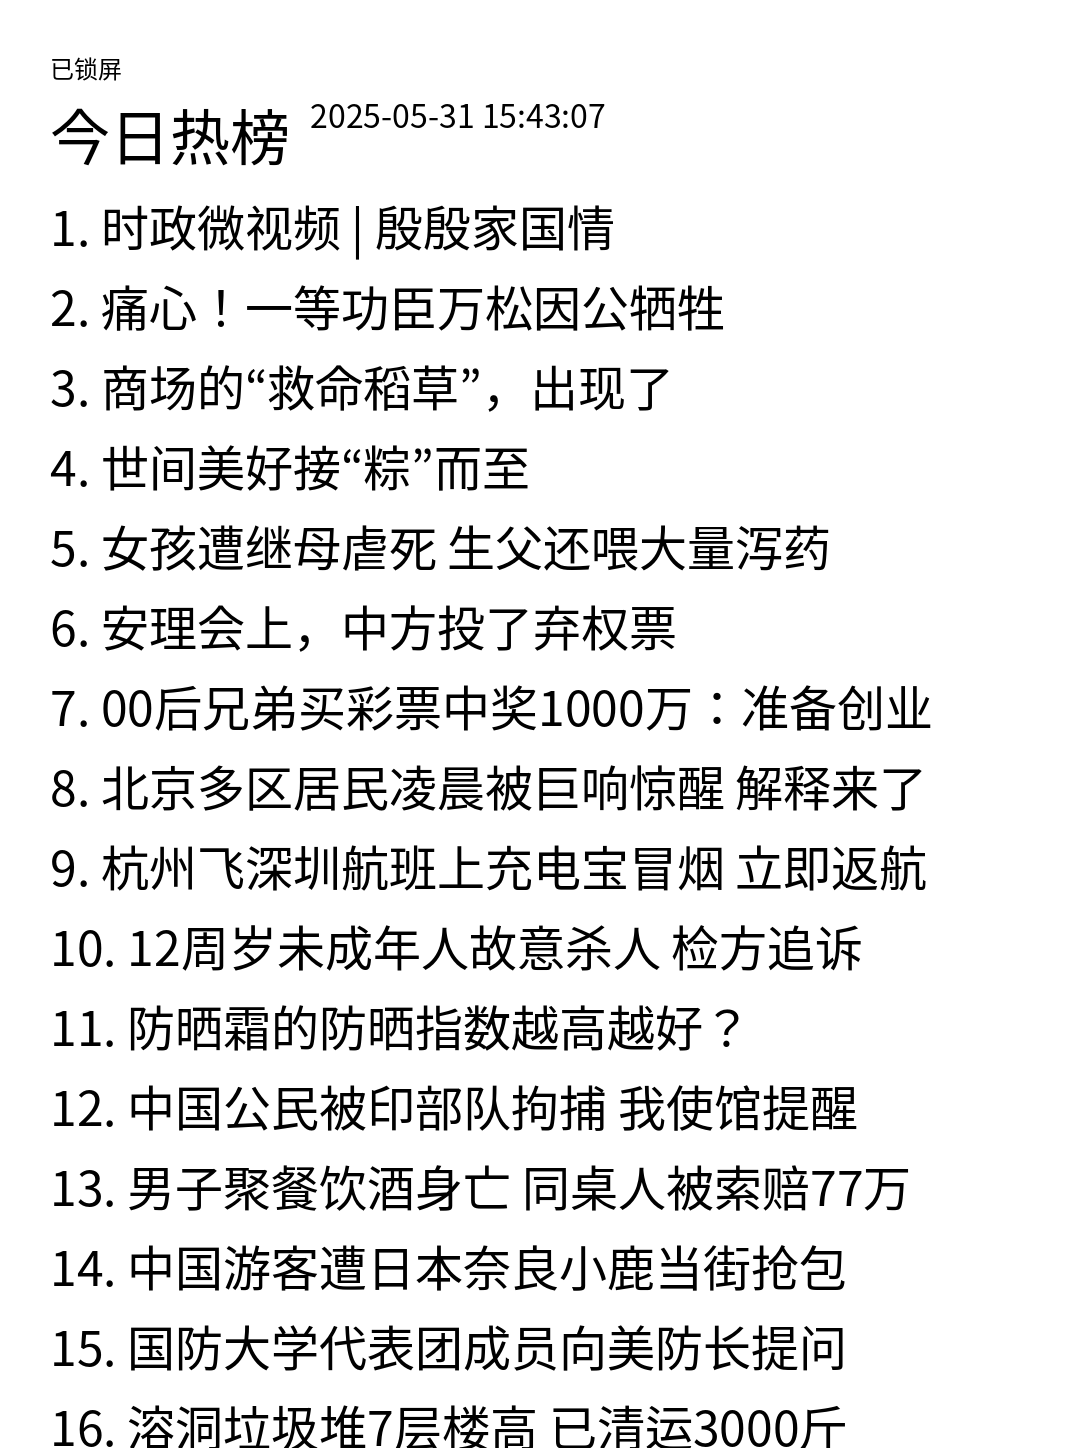 已锁屏
今日热榜 2025-05-31 15:43:07
1. 时政微视频 | 殷殷家国情
2. 痛心！一等功臣万松因公牺牲
3. 商场的“救命稻草”，出现了
4. 世间美好接“粽”而至
5. 女孩遭继母虐死 生父还喂大量泻药
6. 安理会上，中方投了弃权票
7. 00后兄弟买彩票中奖1000万：准备创业
8. 北京多区居民凌晨被巨响惊醒 解释来了
9. 杭州飞深圳航班上充电宝冒烟 立即返航
10. 12周岁未成年人故意杀人 检方追诉
11. 防晒霜的防晒指数越高越好？
12. 中国公民被印部队拘捕 我使馆提醒
13. 男子聚餐饮酒身亡 同桌人被索赔77万
14. 中国游客遭日本奈良小鹿当街抢包
15. 国防大学代表团成员向美防长提问
16. 溶洞垃圾堆7层楼高 已清运3000斤